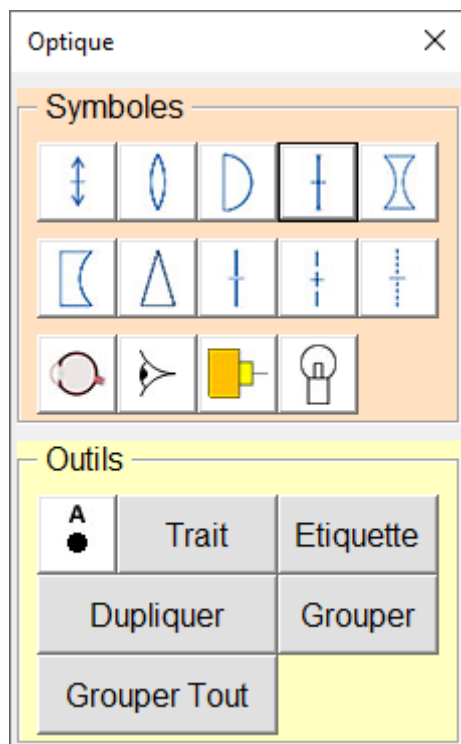 Optique
Symboles
Outils
A
Trait
Etiquette
Dupliquer
Grouper
Grouper Tout